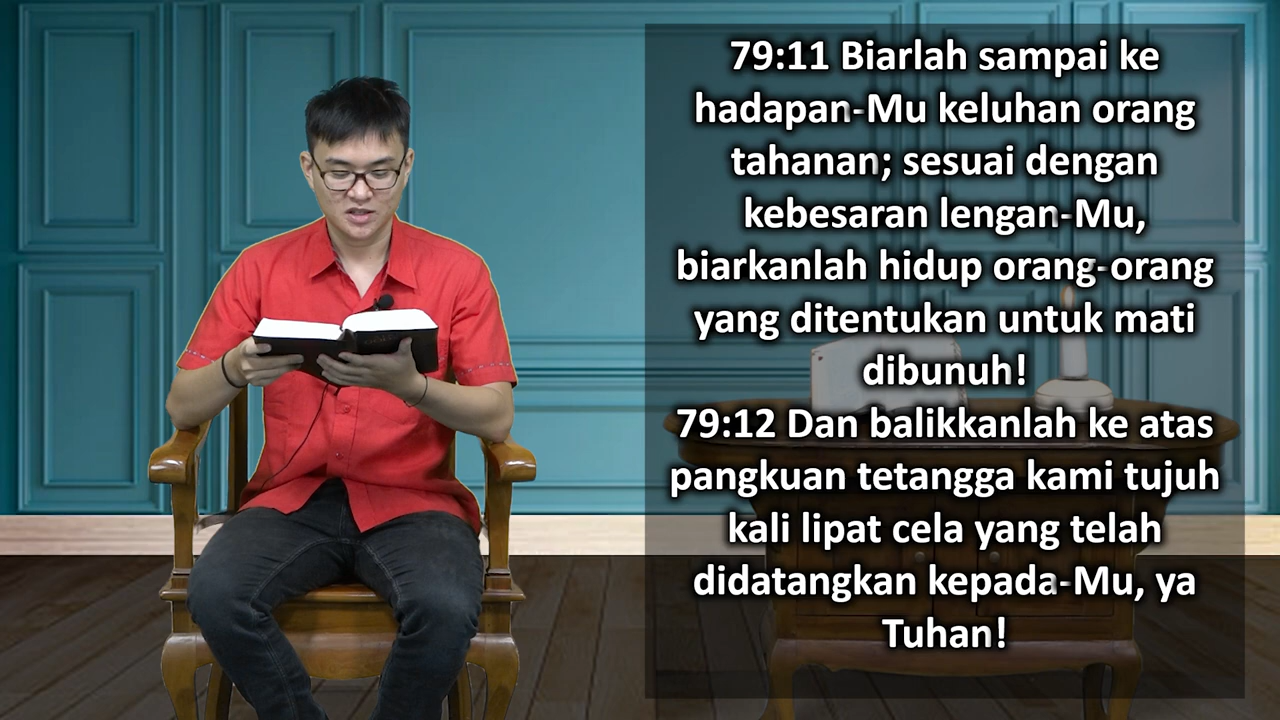 79:11 Biarlah sampai ke
hadapan-Mu keluhan orang
tahanan; sesuai dengan
kebesaran lengan-Mu,
biarkanlah hidup orang-orang
yang ditentukan untuk mati
dibunuh!
79:12 Dan balikkanlah ke atas
pangkuan tetangga kami tujuh
kali lipat cela yang telah
didatangkan kepada-Mu, ya
Tuhan!